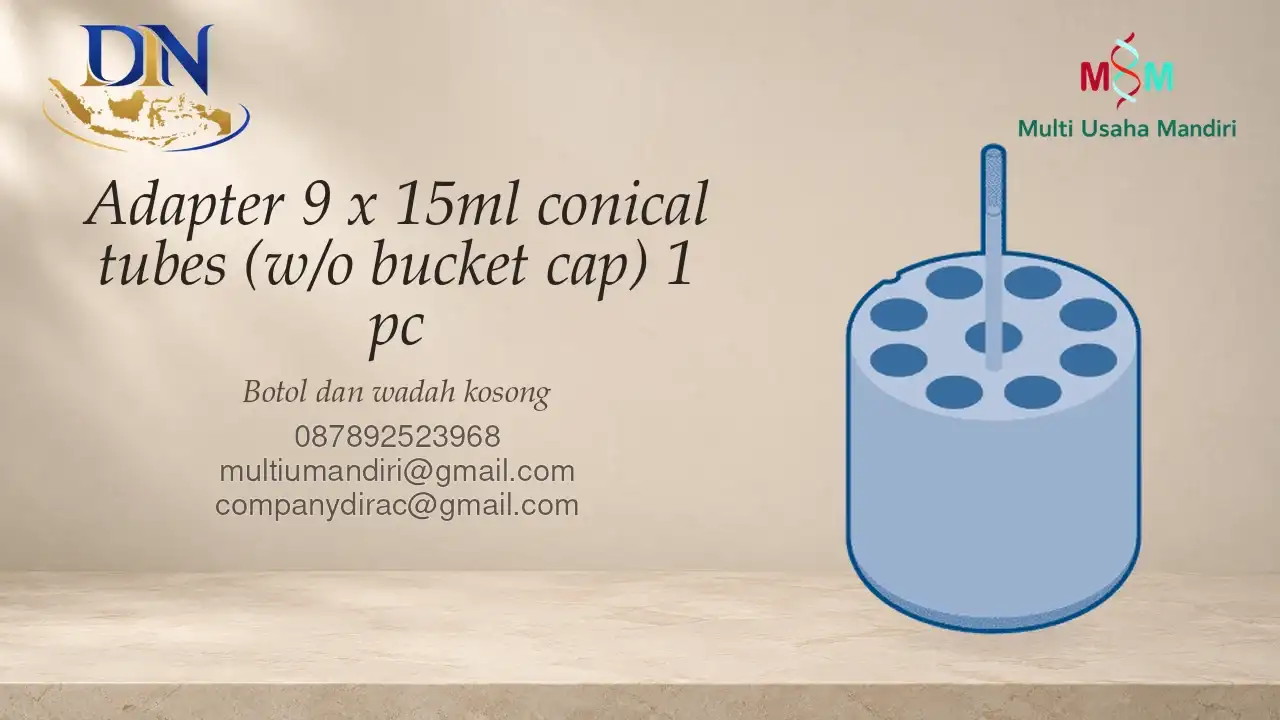 DN
M M
Multi Usaha Mandiri
Adapter 9 x 15ml conical
tubes (w/o bucket cap) 1
pc
Botol dan wadah kosong
087892523968
multiumandiri@gmail.com
companydirac@gmail.com